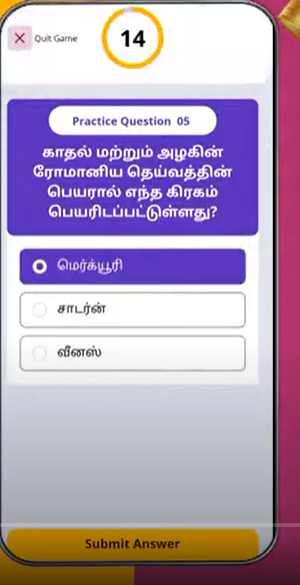 Quit Game
14
Practice Question 05
காதல் மற்றும் அழகின்
ரோமானிய தெய்வத்தின்
பெயரால் எந்த கிரகம்
பெயரிடப்பட்டுள்ளது?
மெர்க்யூரி
சாடர்ன்
வீனஸ்
Submit Answer